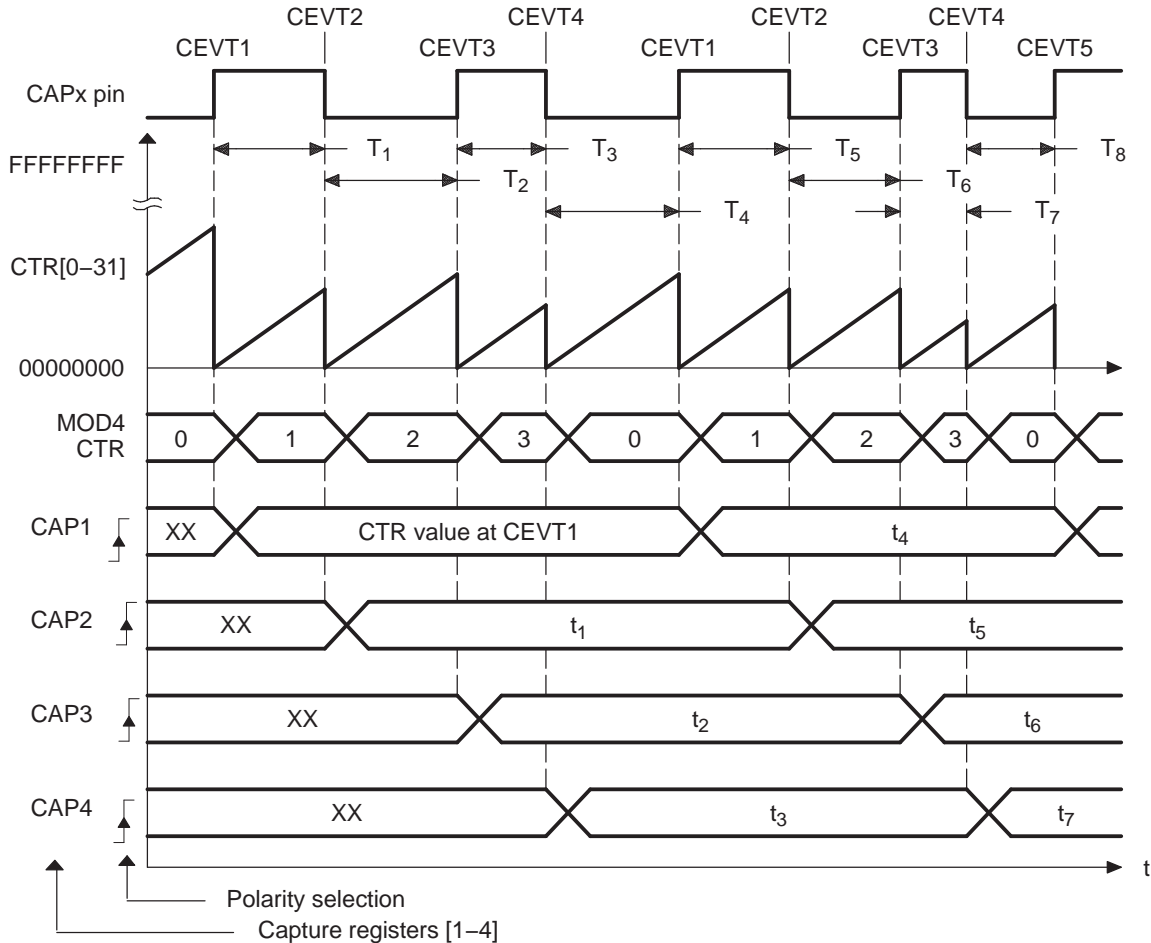 CEVT2 CEVT4 CEVT2 CEVT4
CEVT1 CEVT3 CEVT1 CEVT3 CEVT5
CAPx pin
T1 T3 T5 T8
FFFFFFFF
T2 T6
T4 T7
CTR[0−31]
00000000
MOD4
CTR
0 1 2 3 0 1 2 3 0
CAP1 XX CTR value at CEVT1 t4
CAP2 XX t1 t5
CAP3 XX t2 t6
CAP4 XX t3 t7
t
Polarity selection
Capture registers [1−4]